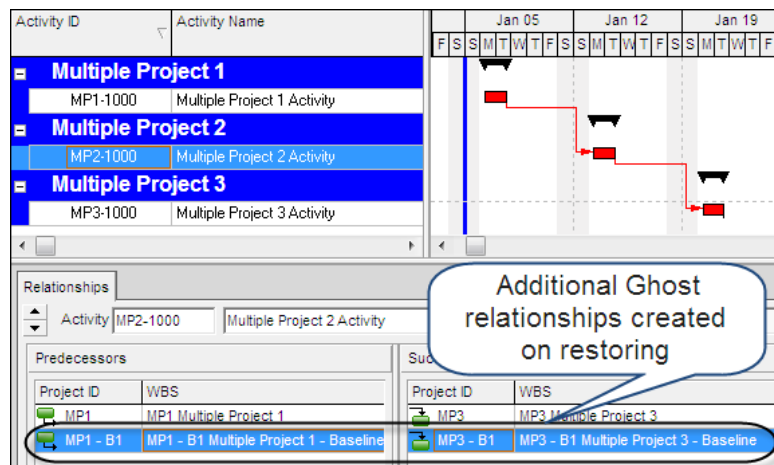 Activity ID Activity Name Jan 05 Jan 12 Jan 19
F S S M T W T F S S M T W T F S S M T W T F
Multiple Project 1
MP1-1000 Multiple Project 1 Activity
Multiple Project 2
MP2-1000 Multiple Project 2 Activity
Multiple Project 3
MP3-1000 Multiple Project 3 Activity
Relationships
Activity MP2-1000 Multiple Project 2 Activity
Additional Ghost
relationships created
on restoring
Predecessors Suc
Project ID WBS Project ID WBS
MP1 MP1 Multiple Project 1 MP3 MP3 Multiple Project 3
MP1 - B1 MP1 - B1 Multiple Project 1 - Baseline MP3 - B1 MP3 - B1 Multiple Project 3 - Baseline